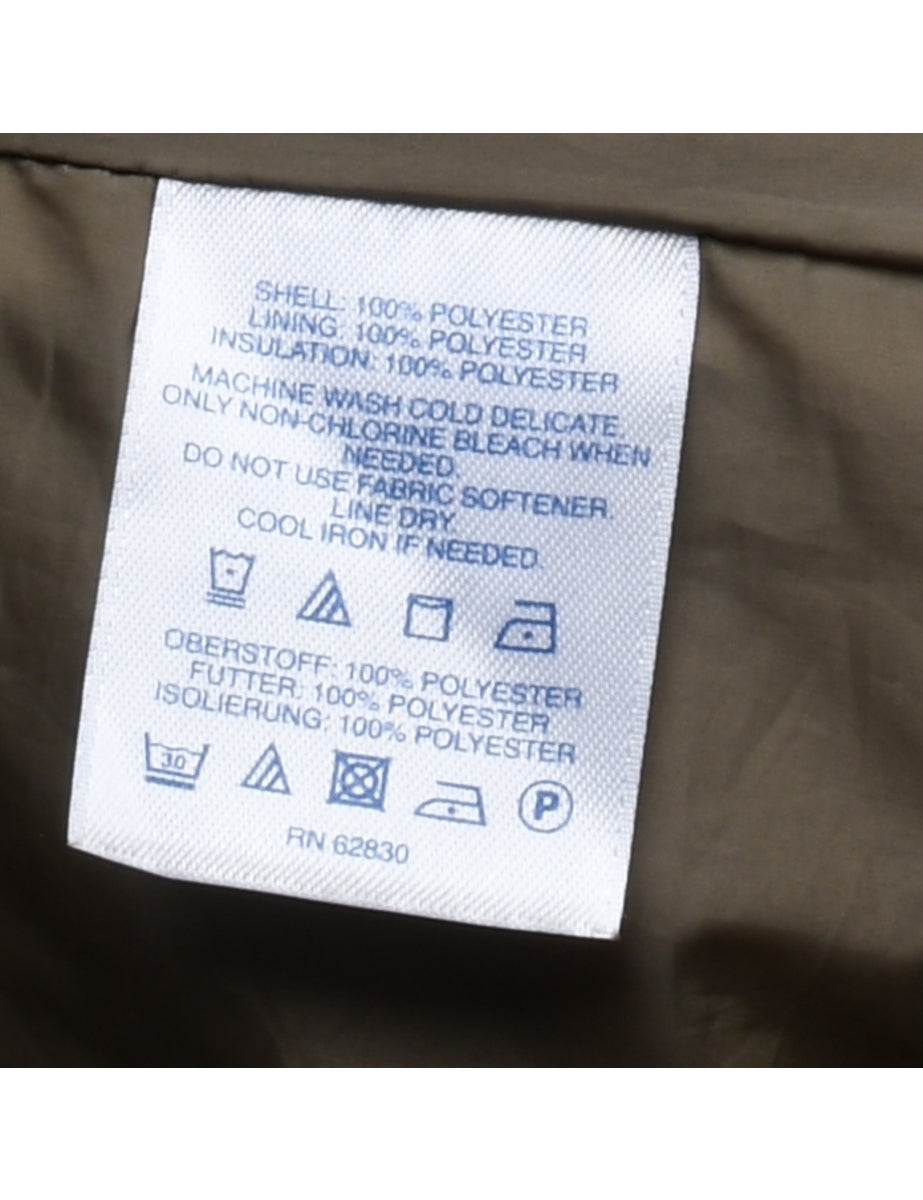 SHELL: 100% POLYESTER
LINING: 100% POLYESTER
INSULATION: 100% POLYESTER
MACHINE WASH COLD DELICATE.
ONLY NON-CHLORINE BLEACH WHEN
NEEDED.
DO NOT USE FABRIC SOFTENER.
LINE DRY.
COOL IRON IF NEEDED.
OBERSTOFF: 100% POLYESTER
FUTTER: 100% POLYESTER
ISOLIERUNG: 100% POLYESTER
30
P
RN 62830